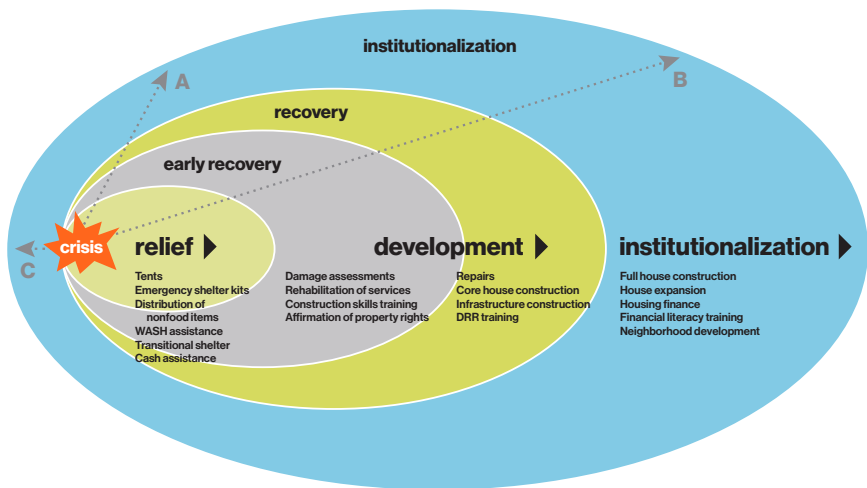 institutionalization
A
B
recovery
early recovery
crisis
C
relief
development
institutionalization
Tents
Emergency shelter kits
Distribution of
nonfood items
WASH assistance
Transitional shelter
Cash assistance
Damage assessments
Rehabilitation of services
Construction skills training
Affirmation of property rights
Repairs
Core house construction
Infrastructure construction
DRR training
Full house construction
House expansion
Housing finance
Financial literacy training
Neighborhood development